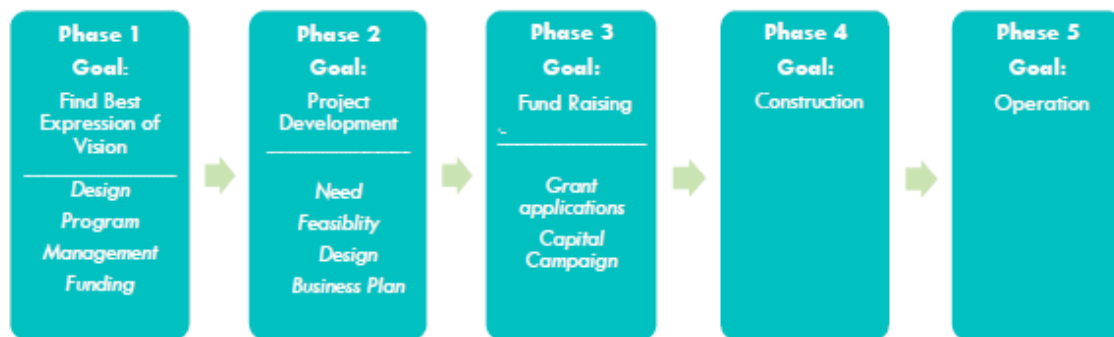 Phase 1
Goal:
Find Best
Expression of
Vision
Design
Program
Management
Funding
Phase 2
Goal:
Project
Development
Need
Feasiblity
Design
Business Plan
Phase 3
Goal:
Fund Raising
Grant
applications
Capital
Campaign
Phase 4
Goal:
Construction
Phase 5
Goal:
Operation